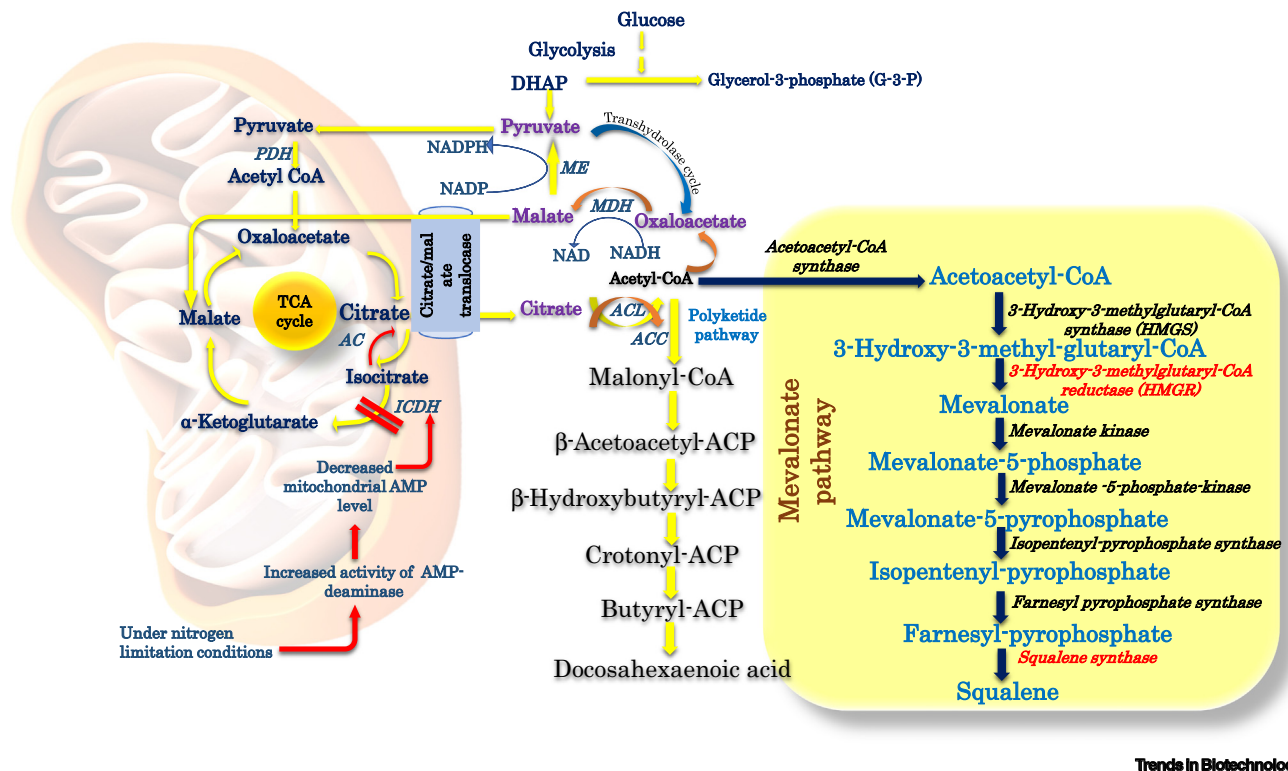 Glucose
Glycolysis
DHAP
Glycerol-3-phosphate (G-3-P)
Pyruvate
Pyruvate
Transhydrolase cycle
NADPH
PDH
ME
Acetyl CoA
NADP
Malate
MDH
Oxaloacetate
Oxaloacetate
NAD
NADH
Citrate/mal
ate
translocase
Acetyl-CoA
Acetoacetyl-CoA
synthase
Acetoacetyl-CoA
TCA
cycle
Malate
Citrate
Citrate
ACL
ACC
Polyketide
pathway
AC
3-Hydroxy-3-methylglutaryl-CoA
synthase (HMGS)
3-Hydroxy-3-methyl-glutaryl-CoA
Isocitrate
Malonyl-CoA
3-Hydroxy-3-methylglutaryl-CoA
reductase (HMGR)
ICDH
Mevalonate
α-Ketoglutarate
Mevalonate
pathway
Mevalonate kinase
β-Acetoacetyl-ACP
Mevalonate-5-phosphate
Decreased
mitochondrial AMP
level
Mevalonate -5-phosphate-kinase
β-Hydroxybutyryl-ACP
Mevalonate-5-pyrophosphate
Isopentenyl-pyrophosphate synthase
Crotonyl-ACP
Increased activity of AMP-
deaminase
Isopentenyl-pyrophosphate
Farnesyl pyrophosphate synthase
Butyryl-ACP
Under nitrogen
limitation conditions
Farnesyl-pyrophosphate
Squalene synthase
Docosahexaenoic acid
Squalene
Trends in Biotechnolo